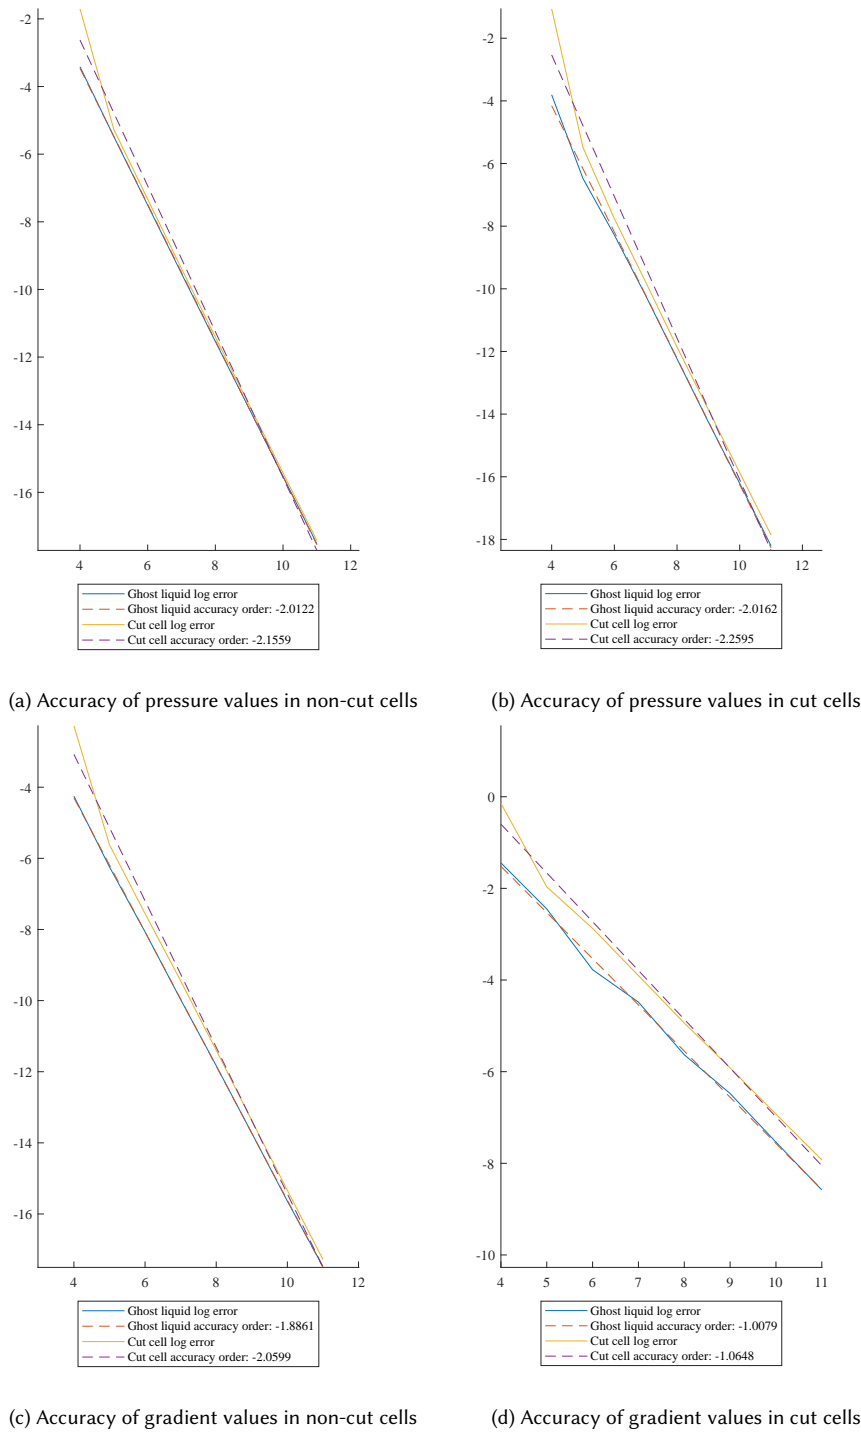 -2
-4
-6
-8
-10
-12
-14
-16
4 6 8 10 12
Ghost liquid log error
Ghost liquid accuracy order: -2.0122
Cut cell log error
Cut cell accuracy order: -2.1559
(a) Accuracy of pressure values in non-cut cells
-2
-4
-6
-8
-10
-12
-14
-16
-18
4 6 8 10 12
Ghost liquid log error
Ghost liquid accuracy order: -2.0162
Cut cell log error
Cut cell accuracy order: -2.2595
(b) Accuracy of pressure values in cut cells
-4
-6
-8
-10
-12
-14
-16
4 6 8 10 12
Ghost liquid log error
Ghost liquid accuracy order: -1.8861
Cut cell log error
Cut cell accuracy order: -2.0599
(c) Accuracy of gradient values in non-cut cells
0
-2
-4
-6
-8
-10
4 5 6 7 8 9 10 11
Ghost liquid log error
Ghost liquid accuracy order: -1.0079
Cut cell log error
Cut cell accuracy order: -1.0648
(d) Accuracy of gradient values in cut cells